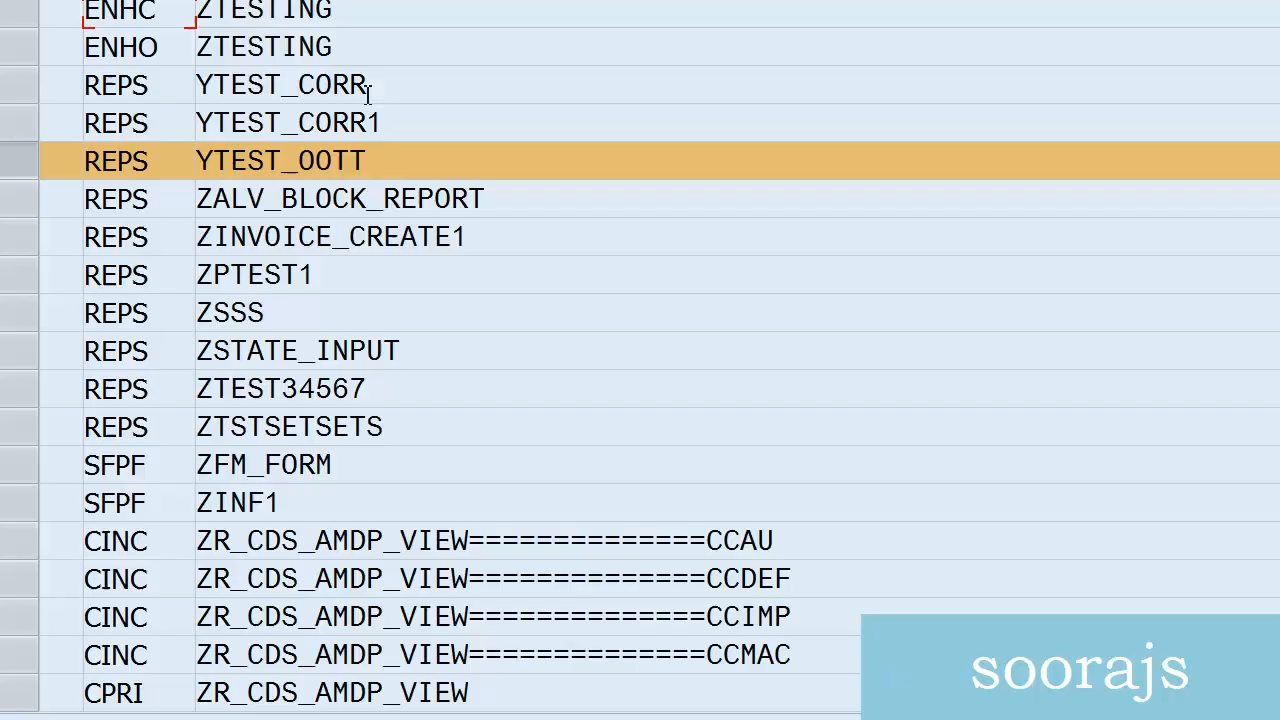 ENHC ZTESTING
ENHO ZTESTING
REPS YTEST_CORR
REPS YTEST_CORR1
REPS YTEST_OOTT
REPS ZALV_BLOCK_REPORT
REPS ZINVOICE_CREATE1
REPS ZPTEST1
REPS ZSSS
REPS ZSTATE_INPUT
REPS ZTEST34567
REPS ZTSTSETSETS
SFPF ZFM_FORM
SFPF ZINF1
CINC ZR_CDS_AMDP_VIEW==============CCAU
CINC ZR_CDS_AMDP_VIEW==============CCDEF
CINC ZR_CDS_AMDP_VIEW==============CCIMP
CINC ZR_CDS_AMDP_VIEW==============CCMAC
CPRI ZR_CDS_AMDP_VIEW
soorajs